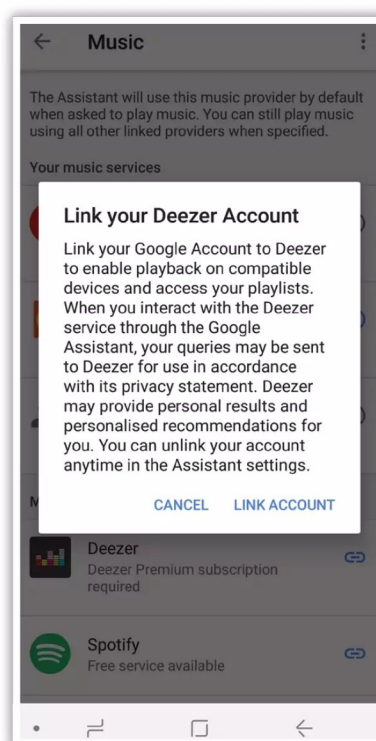 Music
The Assistant will use this music provider by default
when asked to play music. You can still play music
using all other linked providers when specified.
Your music services
Link your Deezer Account
Link your Google Account to Deezer
to enable playback on compatible
devices and access your playlists.
When you interact with the Deezer
service through the Google
Assistant, your queries may be sent
to Deezer for use in accordance
with its privacy statement. Deezer
may provide personal results and
personalised recommendations for
you. You can unlink your account
anytime in the Assistant settings.
CANCEL LINK ACCOUNT
M
Deezer
Deezer Premium subscription
required
Spotify
Free service available